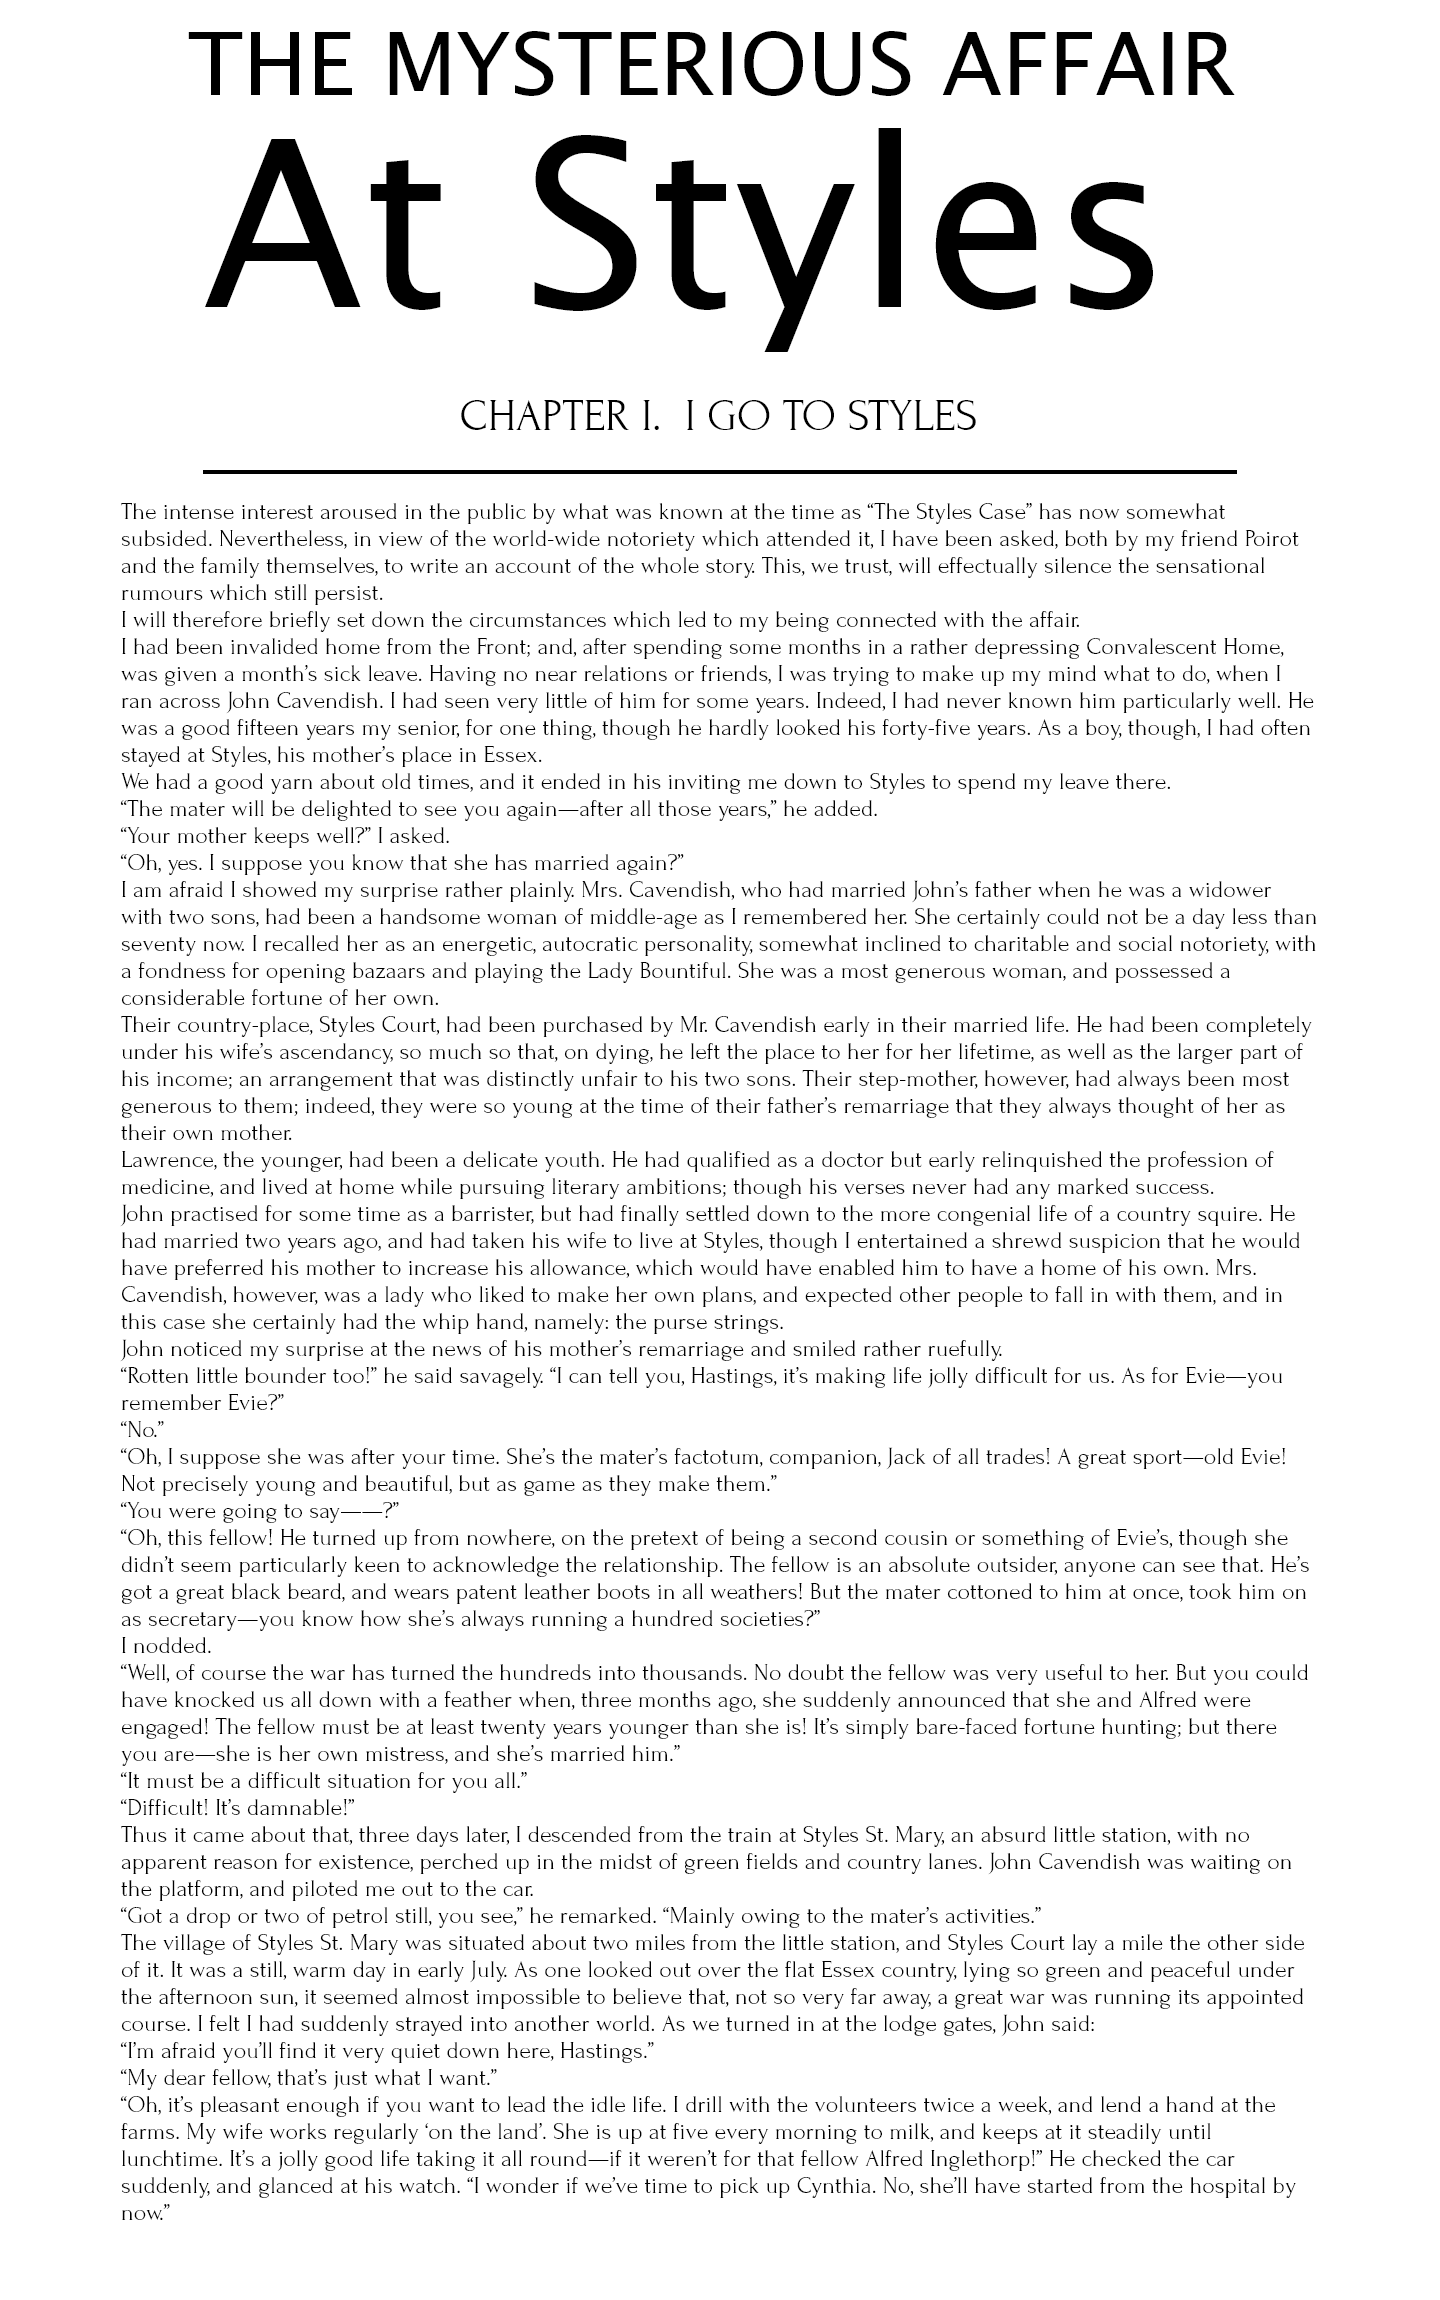 THE MYSTERIOUS AFFAIR
At Styles
CHAPTER I.  I GO TO STYLES
The intense interest aroused in the public by what was known at the time as “The Styles Case” has now somewhat
subsided. Nevertheless, in view of the world-wide notoriety which attended it, I have been asked, both by my friend Poirot
and the family themselves, to write an account of the whole story. This, we trust, will effectually silence the sensational
rumours which still persist.
I will therefore briefly set down the circumstances which led to my being connected with the affair.
I had been invalided home from the Front; and, after spending some months in a rather depressing Convalescent Home,
was given a month’s sick leave. Having no near relations or friends, I was trying to make up my mind what to do, when I
ran across John Cavendish. I had seen very little of him for some years. Indeed, I had never known him particularly well. He
was a good fifteen years my senior, for one thing, though he hardly looked his forty-five years. As a boy, though, I had often
stayed at Styles, his mother’s place in Essex.
We had a good yarn about old times, and it ended in his inviting me down to Styles to spend my leave there.
“The mater will be delighted to see you again—after all those years,” he added.
“Your mother keeps well?” I asked.
“Oh, yes. I suppose you know that she has married again?”
I am afraid I showed my surprise rather plainly. Mrs. Cavendish, who had married John’s father when he was a widower
with two sons, had been a handsome woman of middle-age as I remembered her. She certainly could not be a day less than
seventy now. I recalled her as an energetic, autocratic personality, somewhat inclined to charitable and social notoriety, with
a fondness for opening bazaars and playing the Lady Bountiful. She was a most generous woman, and possessed a
considerable fortune of her own.
Their country-place, Styles Court, had been purchased by Mr. Cavendish early in their married life. He had been completely
under his wife’s ascendancy, so much so that, on dying, he left the place to her for her lifetime, as well as the larger part of
his income; an arrangement that was distinctly unfair to his two sons. Their step-mother, however, had always been most
generous to them; indeed, they were so young at the time of their father’s remarriage that they always thought of her as
their own mother.
Lawrence, the younger, had been a delicate youth. He had qualified as a doctor but early relinquished the profession of
medicine, and lived at home while pursuing literary ambitions; though his verses never had any marked success.
John practised for some time as a barrister, but had finally settled down to the more congenial life of a country squire. He
had married two years ago, and had taken his wife to live at Styles, though I entertained a shrewd suspicion that he would
have preferred his mother to increase his allowance, which would have enabled him to have a home of his own. Mrs.
Cavendish, however, was a lady who liked to make her own plans, and expected other people to fall in with them, and in
this case she certainly had the whip hand, namely: the purse strings.
John noticed my surprise at the news of his mother’s remarriage and smiled rather ruefully.
“Rotten little bounder too!” he said savagely. “I can tell you, Hastings, it’s making life jolly difficult for us. As for Evie—you
remember Evie?”
“No.”
“Oh, I suppose she was after your time. She’s the mater’s factotum, companion, Jack of all trades! A great sport—old Evie!
Not precisely young and beautiful, but as game as they make them.”
“You were going to say——?”
“Oh, this fellow! He turned up from nowhere, on the pretext of being a second cousin or something of Evie’s, though she
didn’t seem particularly keen to acknowledge the relationship. The fellow is an absolute outsider, anyone can see that. He’s
got a great black beard, and wears patent leather boots in all weathers! But the mater cottoned to him at once, took him on
as secretary—you know how she’s always running a hundred societies?”
I nodded.
“Well, of course the war has turned the hundreds into thousands. No doubt the fellow was very useful to her. But you could
have knocked us all down with a feather when, three months ago, she suddenly announced that she and Alfred were
engaged! The fellow must be at least twenty years younger than she is! It’s simply bare-faced fortune hunting; but there
you are—she is her own mistress, and she’s married him.”
“It must be a difficult situation for you all.”
“Difficult! It’s damnable!”
Thus it came about that, three days later, I descended from the train at Styles St. Mary, an absurd little station, with no
apparent reason for existence, perched up in the midst of green fields and country lanes. John Cavendish was waiting on
the platform, and piloted me out to the car.
“Got a drop or two of petrol still, you see,” he remarked. “Mainly owing to the mater’s activities.”
The village of Styles St. Mary was situated about two miles from the little station, and Styles Court lay a mile the other side
of it. It was a still, warm day in early July. As one looked out over the flat Essex country, lying so green and peaceful under
the afternoon sun, it seemed almost impossible to believe that, not so very far away, a great war was running its appointed
course. I felt I had suddenly strayed into another world. As we turned in at the lodge gates, John said:
“I’m afraid you’ll find it very quiet down here, Hastings.”
“My dear fellow, that’s just what I want.”
“Oh, it’s pleasant enough if you want to lead the idle life. I drill with the volunteers twice a week, and lend a hand at the
farms. My wife works regularly ‘on the land’. She is up at five every morning to milk, and keeps at it steadily until
lunchtime. It’s a jolly good life taking it all round—if it weren’t for that fellow Alfred Inglethorp!” He checked the car
suddenly, and glanced at his watch. “I wonder if we’ve time to pick up Cynthia. No, she’ll have started from the hospital by
now.”